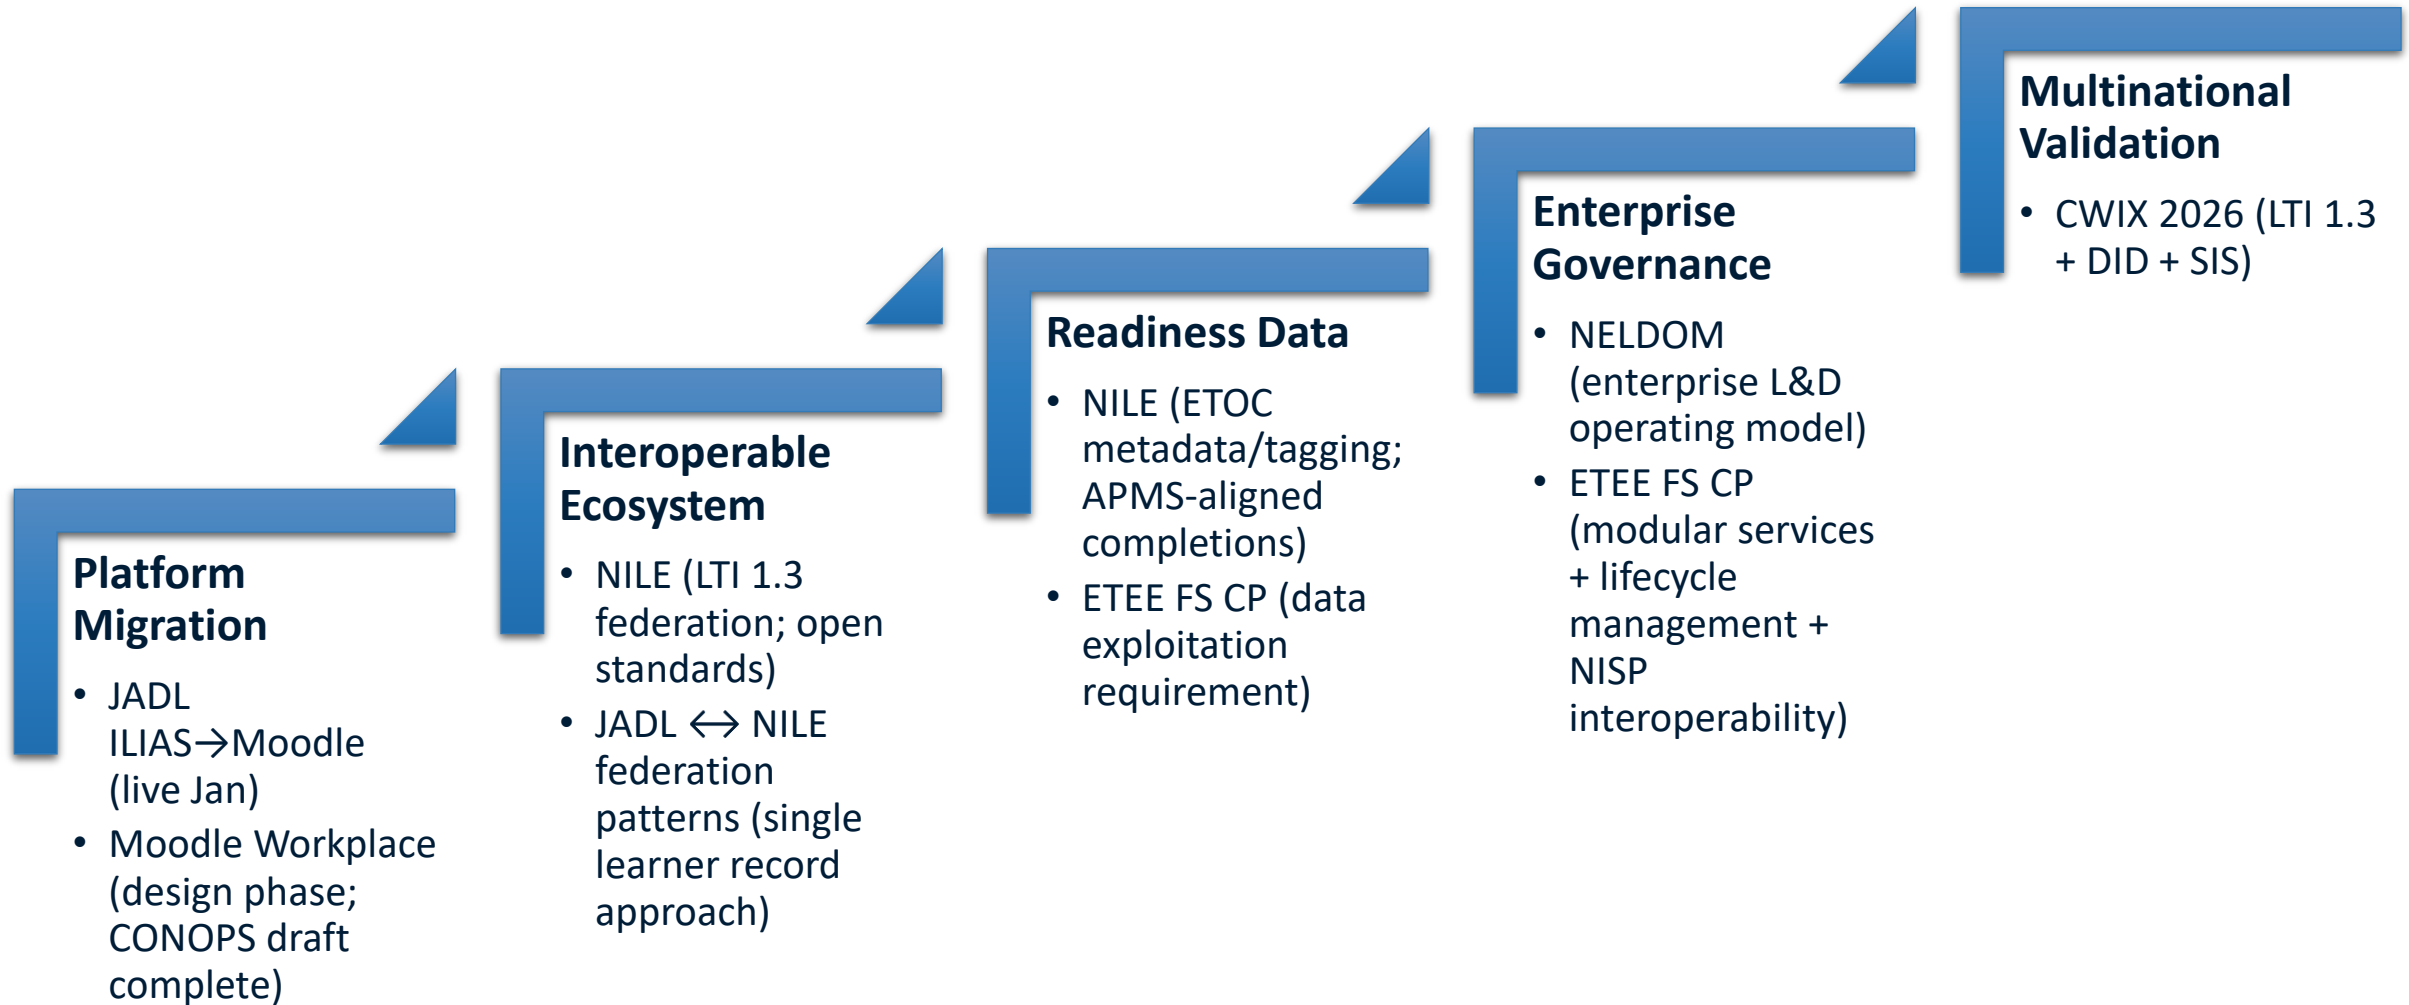 Platform
Migration
• JADL
ILIAS→Moodle
(live Jan)
• Moodle Workplace
(design phase;
CONOPS draft
complete)
Interoperable
Ecosystem
• NILE (LTI 1.3
federation; open
standards)
• JADL ↔ NILE
federation
patterns (single
learner record
approach)
Readiness Data
• NILE (ETOC
metadata/tagging;
APMS-aligned
completions)
• ETEE FS CP (data
exploitation
requirement)
Enterprise
Governance
• NELDOM
(enterprise L&D
operating model)
• ETEE FS CP
(modular services
+ lifecycle
management +
NISP
interoperability)
Multinational
Validation
• CWIX 2026 (LTI 1.3
+ DID + SIS)